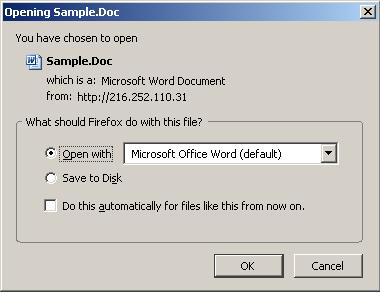 Opening Sample.Doc
You have chosen to open
Sample.Doc
which is a: Microsoft Word Document
from: http://216.252.110.31
What should Firefox do with this file?
Open with
Microsoft Office Word (default)
Save to Disk
Do this automatically for files like this from now on.
OK
Cancel